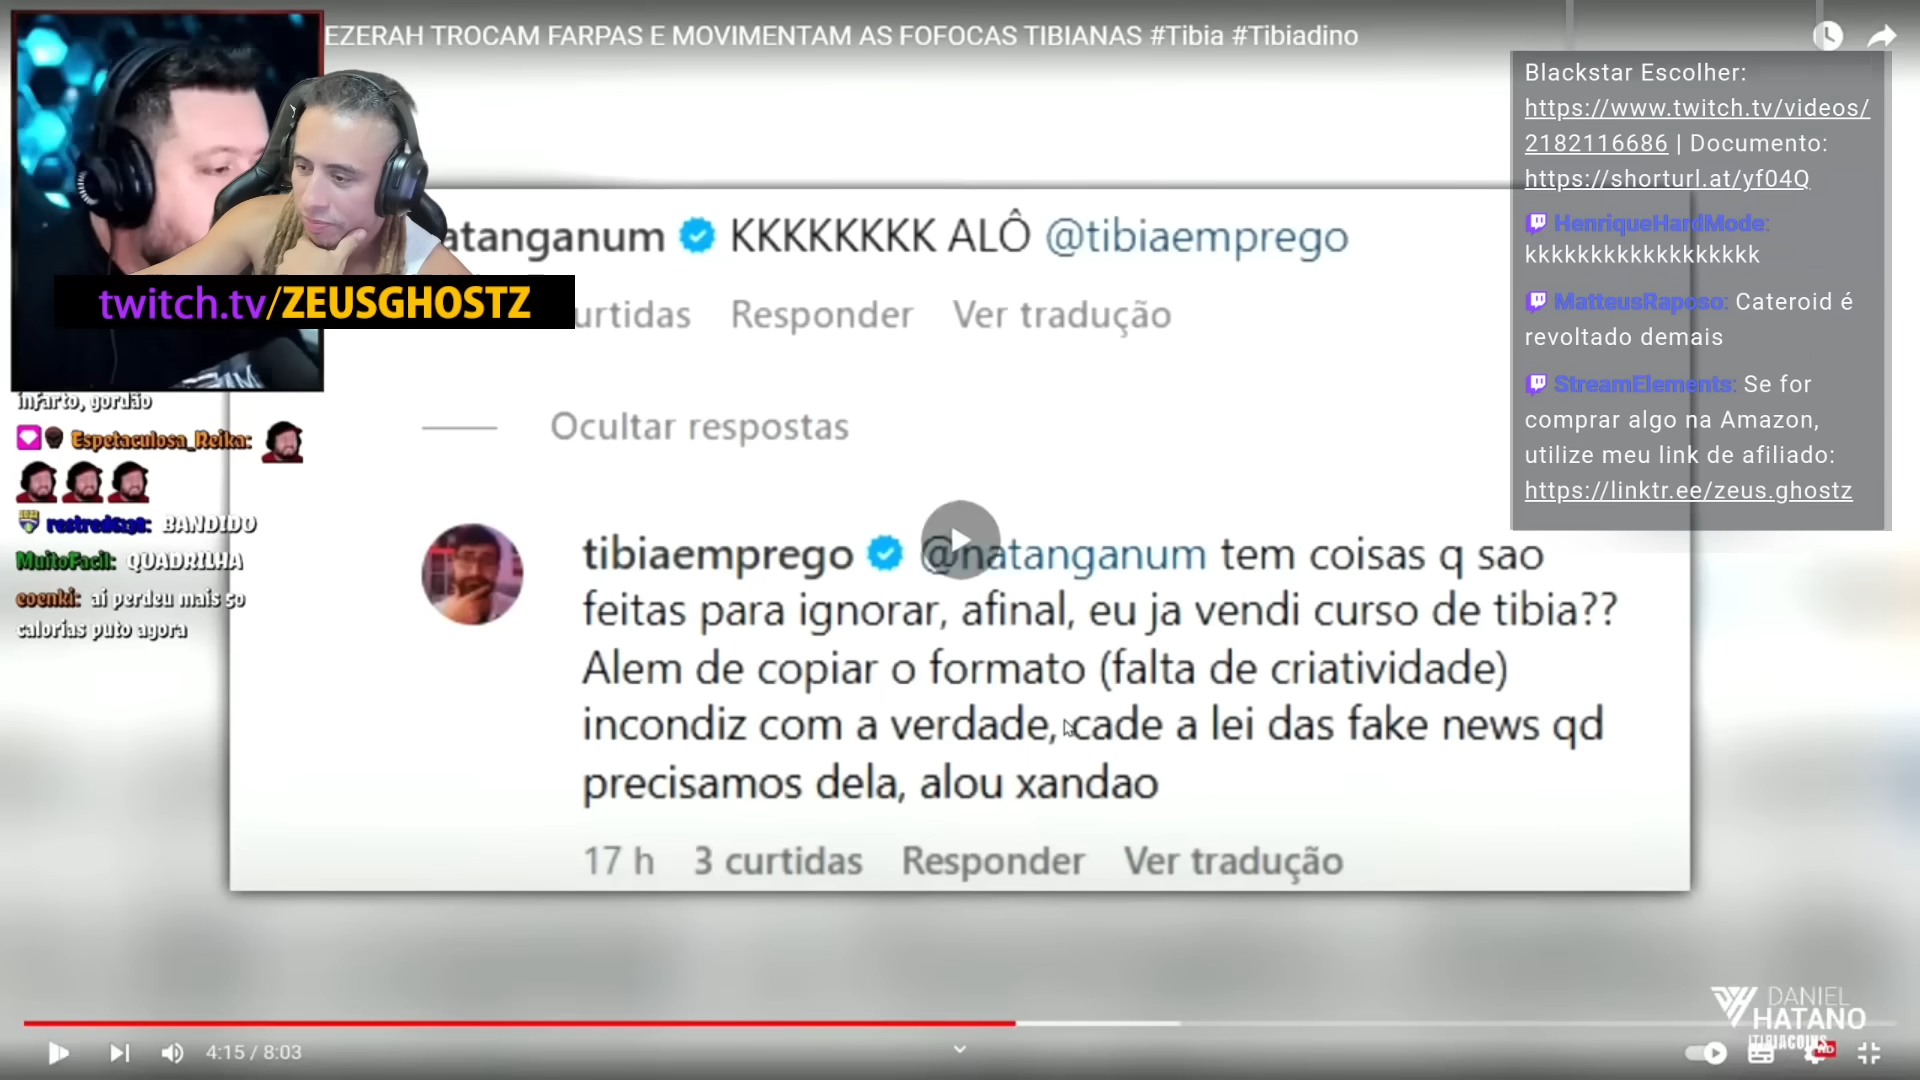 EZERAH TROCAM FARPAS E MOVIMENTAM AS FOFOCAS TIBIANAS #Tibia #Tibiadino
Blackstar Escolher:
https://www.twitch.tv/videos/
2182116686 | Documento:
https://shorturl.at/yf04Q
HenriqueHardMode:
kkkkkkkkkkkkkkkkkk
MatteusRaposo: Cateroid é
revoltado demais
StreamElements: Se for
comprar algo na Amazon,
utilize meu link de afiliado:
https://linktr.ee/zeus.ghostz
atanganum KKKKKKKK ALÔ @tibiaemprego
twitch.tv/ZEUSGHOSTZ
urtidas Responder Ver tradução
infarto, gordão
Espetaculosa_Reika:
MuitoFacil: QUADRILHA
BANDIDO
eoenki: ai perdeu mais 50
calorias puto agora
Ocultar respostas
tibiaemprego @natanganum tem coisas q sao
feitas para ignorar, afinal, eu ja vendi curso de tibia??
Alem de copiar o formato (falta de criatividade)
incondiz com a verdade, cade a lei das fake news qd
precisamos dela, alou xandao
17 h 3 curtidas Responder Ver tradução
DANIEL
HATANO
TIBIACOINS
4:15 / 8:03
HD